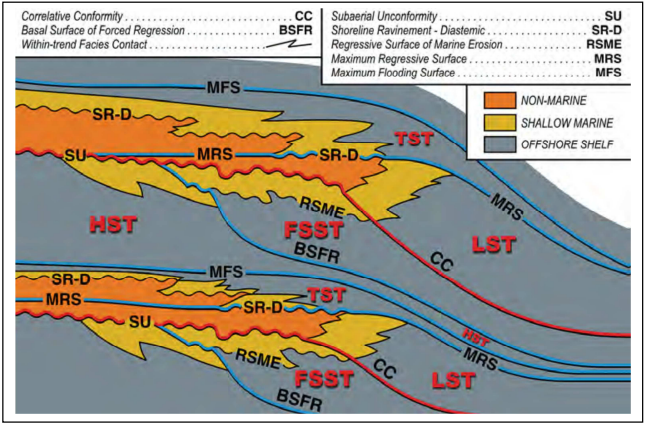 Correlative Conformity CC
Basal Surface of Forced Regression BSFR
Within-trend Facies Contact
Subaerial Unconformity SU
Shoreline Ravinement - Diastemic SR-D
Regressive Surface of Marine Erosion RSME
Maximum Regressive Surface MRS
Maximum Flooding Surface MFS
NON-MARINE
SHALLOW MARINE
OFFSHORE SHELF
MFS
SR-D
TST
SU
MRS
SR-D
MRS
RSME
HST
FSST
LST
BSFR
CC
MFS
SR-D
TST
MRS
SR-D
SU
HST
MRS
RSME
CC
FSST
LST
BSFR